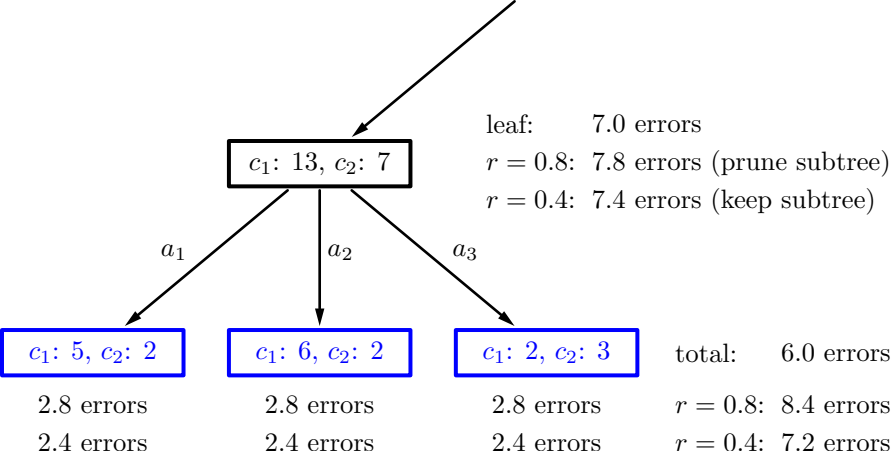 leaf: 7.0 errors
c₁: 13, c₂: 7
r = 0.8: 7.8 errors (prune subtree)
r = 0.4: 7.4 errors (keep subtree)
a₁ a₂ a₃
c₁: 5, c₂: 2 c₁: 6, c₂: 2 c₁: 2, c₂: 3 total: 6.0 errors
2.8 errors 2.8 errors 2.8 errors r = 0.8: 8.4 errors
2.4 errors 2.4 errors 2.4 errors r = 0.4: 7.2 errors